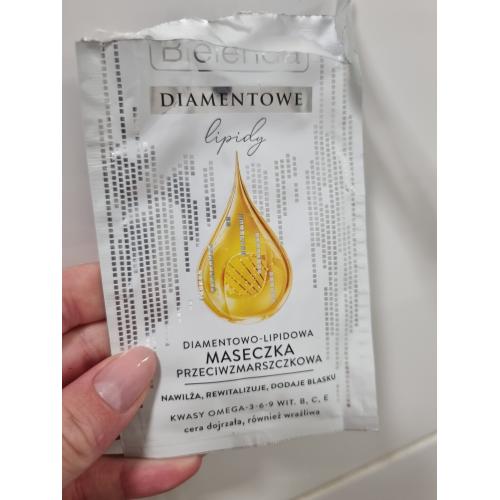 Bielenda
DIAMENTOWE
lipidy
DIAMENTOWO-LIPIDOWA
MASECZKA
PRZECIWZMARSZCZKOWA
NAWILŻA, REWITALIZUJE, DODAJE BLASKU
KWASY OMEGA-3-6-9 WIT. B, C, E
cera dojrzała, również wrażliwa